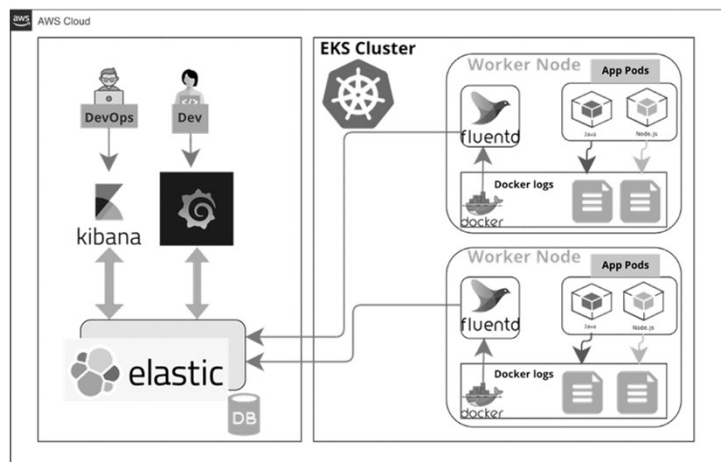 aws
AWS Cloud
DevOps
Dev
kibana
elastic
DB
EKS Cluster
Worker Node
App Pods
fluentd
Java
Node.js
Docker logs
docker
Worker Node
App Pods
fluentd
Java
Node.js
Docker logs
docker